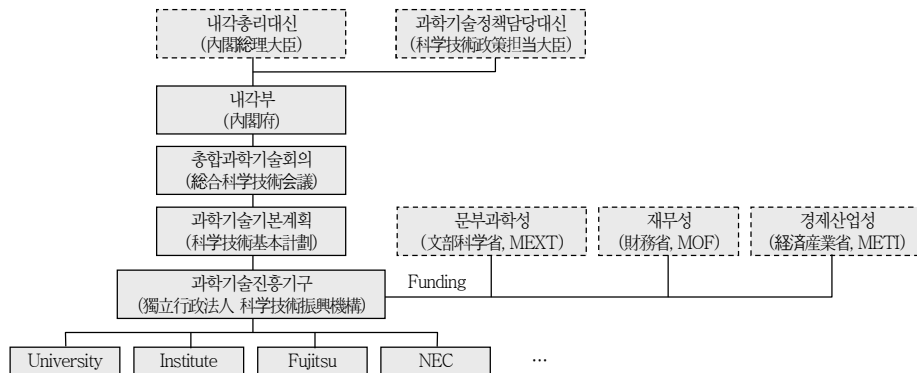 내각총리대신
(内閣総理大臣)
과학기술정책담당대신
(科学技術政策担当大臣)
내각부
(内閣府)
총합과학기술회의
(総合科学技術会議)
과학기술기본계획
(科学技術基本計劃)
문부과학성
(文部科学省, MEXT)
재무성
(財務省, MOF)
경제산업성
(経済産業省, METI)
과학기술진흥기구
(獨立行政法人 科学技術振興機構)
Funding
University
Institute
Fujitsu
NEC
…